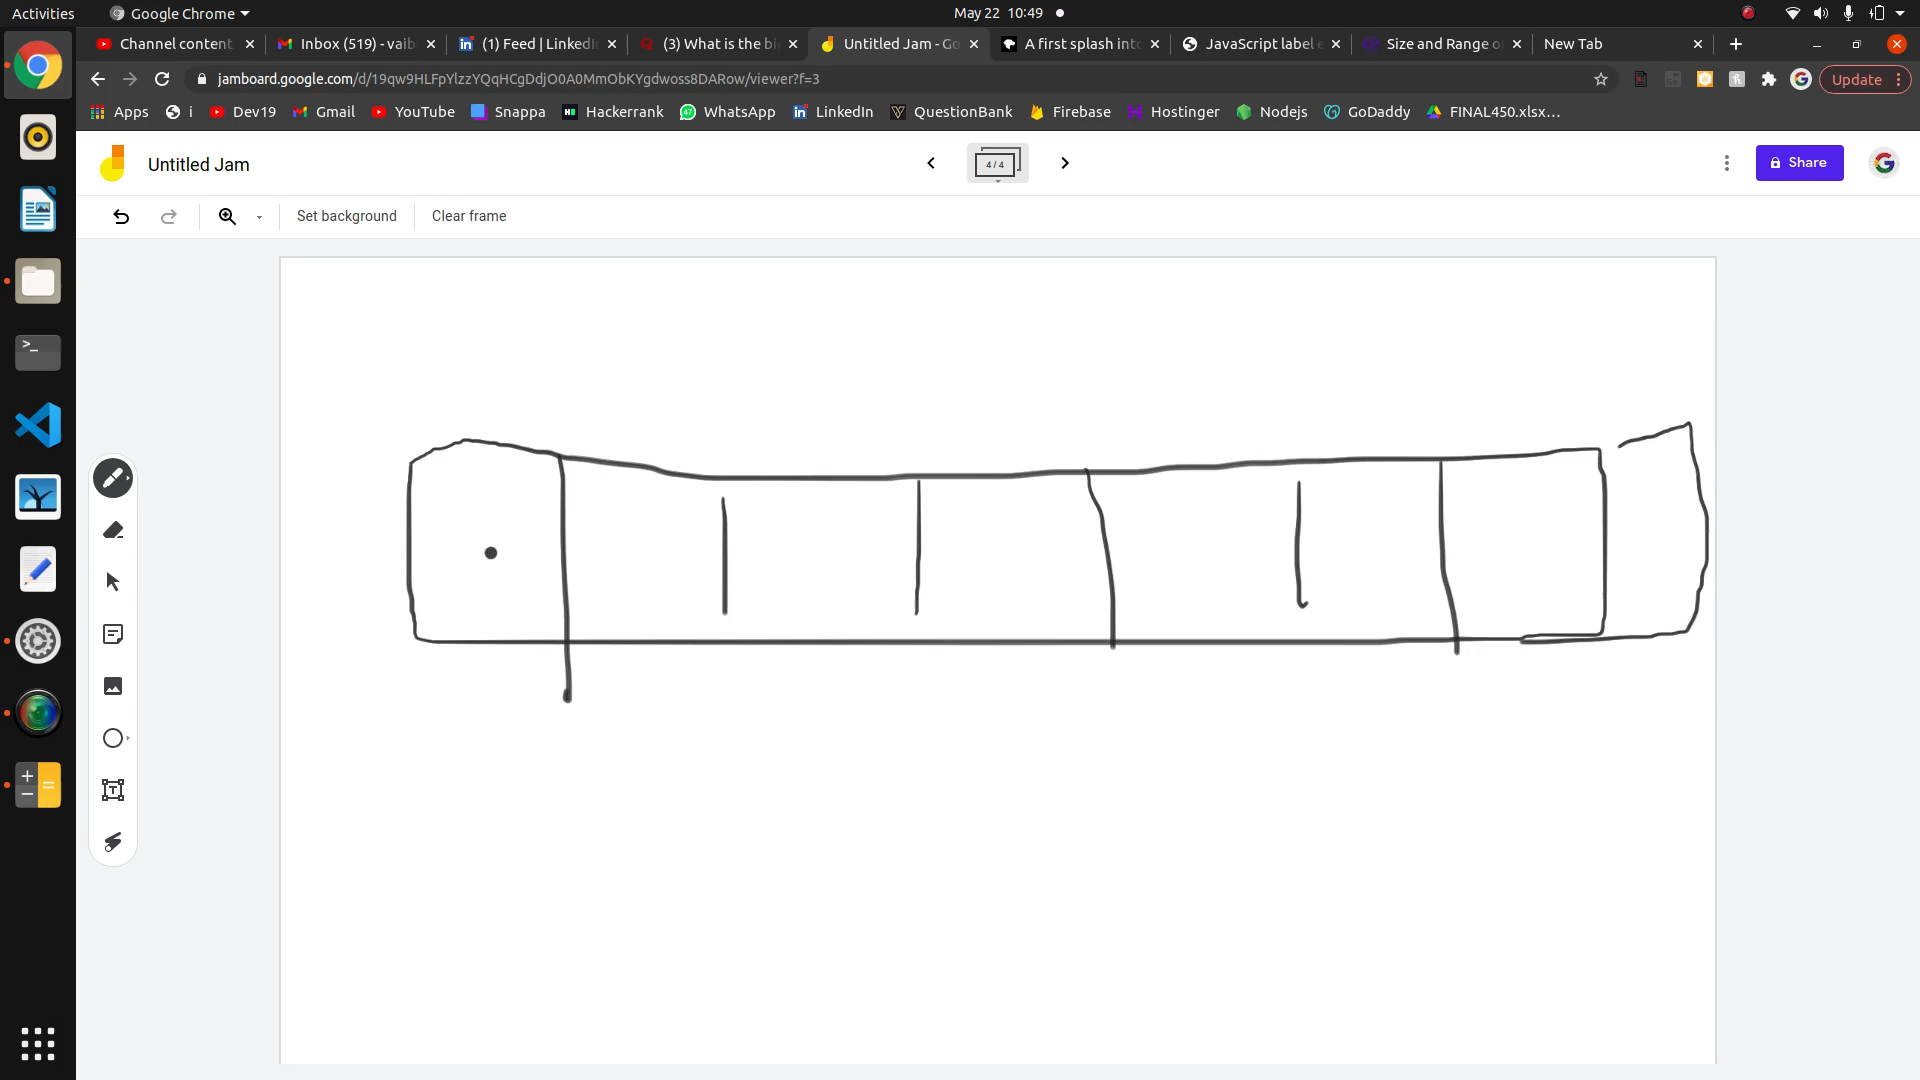 Activities Google Chrome May 22 10:49
Channel content Inbox (519) - vaib (1) Feed | LinkedI (3) What is the bi Untitled Jam - Go A first splash into JavaScript label e Size and Range o New Tab
jamboard.google.com/d/19qw9HLFpYlzzYQqHCgDdjO0A0MmObKYgdwoss8DARow/viewer?f=3 Update
Apps i Dev19 Gmail YouTube Snappa Hackerrank WhatsApp LinkedIn QuestionBank Firebase Hostinger Nodejs GoDaddy FINAL450.xlsx...
Untitled Jam 4 / 4 Share
Set background Clear frame